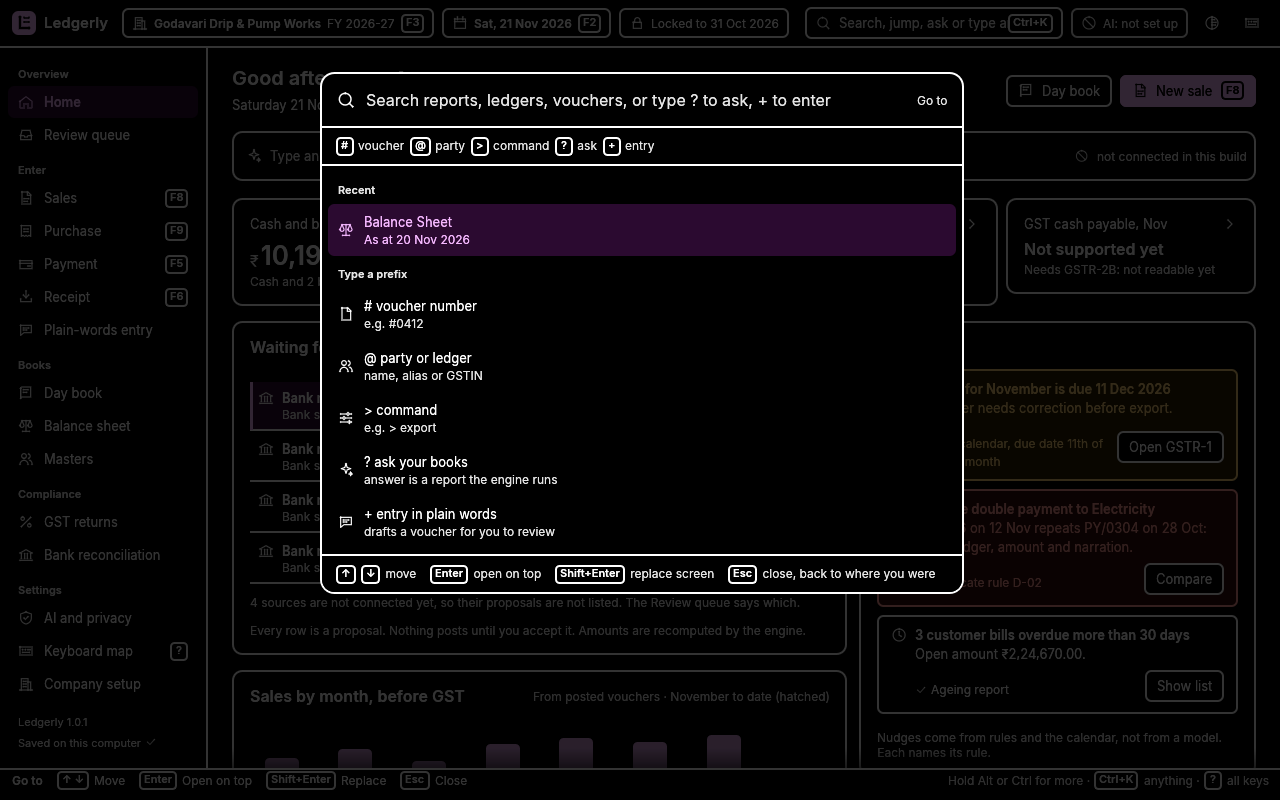 Ledgerly
Godavari Drip & Pump Works FY 2026-27 F3
Sat, 21 Nov 2026 F2
Locked to 31 Oct 2026
Search, jump, ask or type a Ctrl+K
AI: not set up
Overview
Home
Review queue
Enter
Sales F8
Purchase F9
Payment F5
Receipt F6
Plain-words entry
Books
Day book
Balance sheet
Masters
Compliance
GST returns
Bank reconciliation
Settings
AI and privacy
Keyboard map ?
Company setup
Ledgerly 1.0.1
Saved on this computer
Good
Saturday 21
Day book
New sale F8
Type
not connected in this build
Cash and
₹10,19
Cash and 2
GST cash payable, Nov
Not supported yet
Needs GSTR-2B: not readable yet
Search reports, ledgers, vouchers, or type ? to ask, + to enter
Go to
# voucher @ party > command ? ask + entry
Recent
Balance Sheet
As at 20 Nov 2026
Type a prefix
# voucher number
e.g. #0412
@ party or ledger
name, alias or GSTIN
> command
e.g. > export
? ask your books
answer is a report the engine runs
+ entry in plain words
drafts a voucher for you to review
↑ ↓ move Enter open on top Shift+Enter replace screen Esc close, back to where you were
Waiting
Bank
Bank
Bank
Bank
Bank
Bank
Bank
Bank
4 sources are not connected yet, so their proposals are not listed. The Review queue says which.
Every row is a proposal. Nothing posts until you accept it. Amounts are recomputed by the engine.
for November is due 11 Dec 2026
needs correction before export.
calendar, due date 11th of
month
Open GSTR-1
double payment to Electricity
on 12 Nov repeats PY/0304 on 28 Oct:
amount and narration.
rule D-02
Compare
3 customer bills overdue more than 30 days
Open amount ₹2,24,670.00.
Ageing report
Show list
Nudges come from rules and the calendar, not from a model.
Each names its rule.
Sales by month, before GST
From posted vouchers · November to date (hatched)
Go to ↑ ↓ Move Enter Open on top Shift+Enter Replace Esc Close
Hold Alt or Ctrl for more · Ctrl+K anything · ? all keys